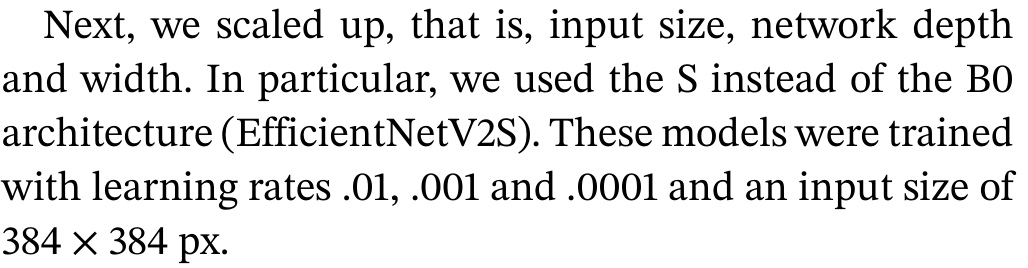 Next, we scaled up, that is, input size, network depth
and width. In particular, we used the S instead of the B0
architecture (EfficientNetV2S). These models were trained
with learning rates .01, .001 and .0001 and an input size of
384 × 384 px.